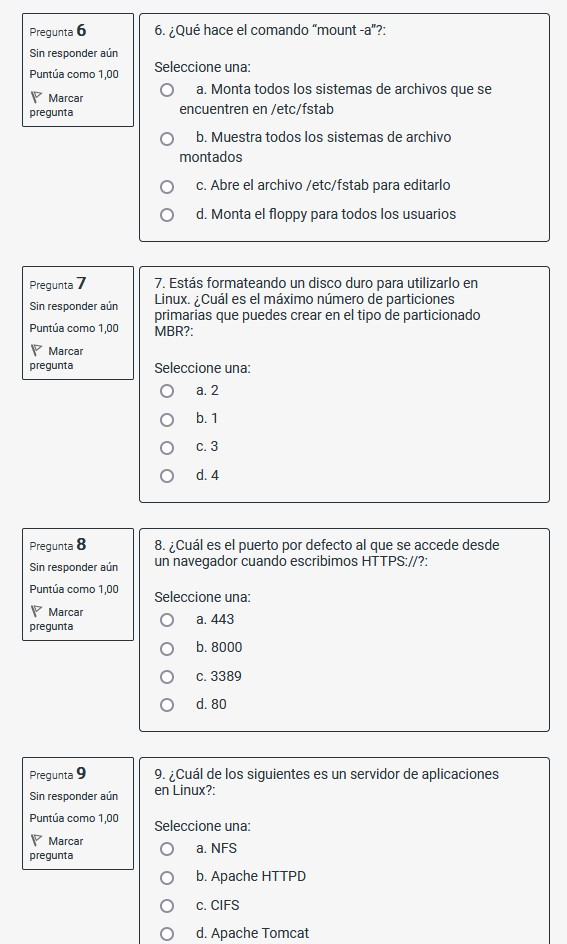 Pregunta 6
Sin responder aún
Puntúa como 1,00
Marcar
pregunta
6. ¿Qué hace el comando “mount -a”?:
Seleccione una:
a. Monta todos los sistemas de archivos que se
encuentren en /etc/fstab
b. Muestra todos los sistemas de archivo
montados
c. Abre el archivo /etc/fstab para editarlo
d. Monta el floppy para todos los usuarios
Pregunta 7
Sin responder aún
Puntúa como 1,00
Marcar
pregunta
7. Estás formateando un disco duro para utilizarlo en
Linux. ¿Cuál es el máximo número de particiones
primarias que puedes crear en el tipo de particionado
MBR?:
Seleccione una:
a. 2
b. 1
c. 3
d. 4
Pregunta 8
Sin responder aún
Puntúa como 1,00
Marcar
pregunta
8. ¿Cuál es el puerto por defecto al que se accede desde
un navegador cuando escribimos HTTPS://?:
Seleccione una:
a. 443
b. 8000
c. 3389
d. 80
Pregunta 9
Sin responder aún
Puntúa como 1,00
Marcar
pregunta
9. ¿Cuál de los siguientes es un servidor de aplicaciones
en Linux?:
Seleccione una:
a. NFS
b. Apache HTTPD
c. CIFS
d. Apache Tomcat